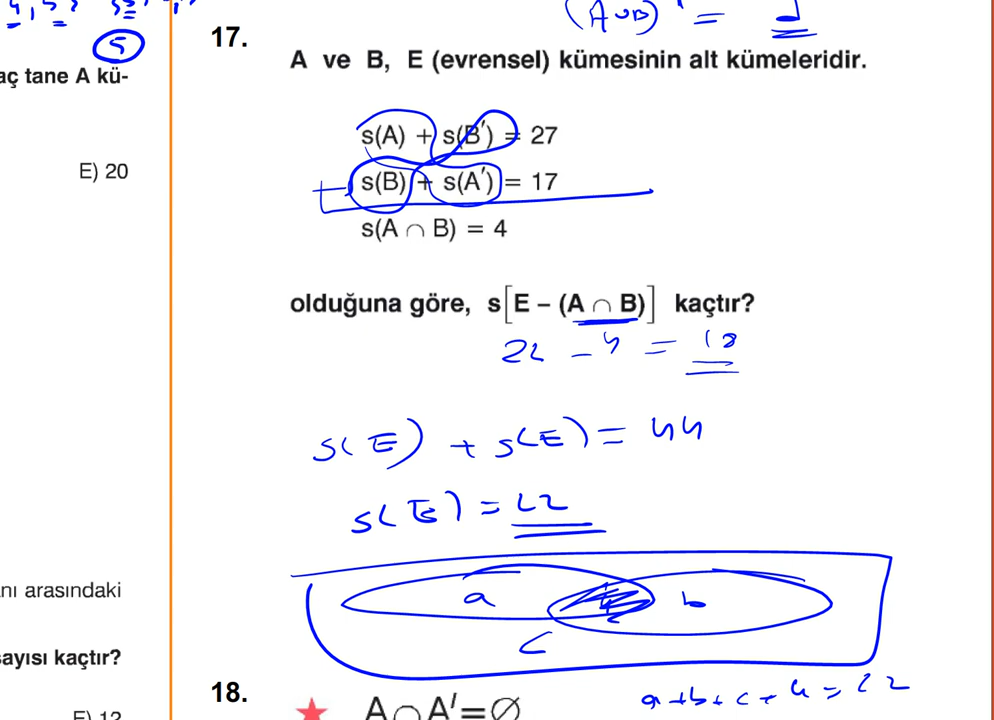 (A∪B)' =
5
aç tane A kü-
E) 20
17.
A ve B, E (evrensel) kümesinin alt kümeleridir.
s(A) + s(B') = 27
s(B) + s(A') = 17
s(A ∩ B) = 4
olduğuna göre, s[E – (A ∩ B)] kaçtır?
22 - 4 = 18
s(E) + s(E) = 44
s(E) = 22
a b
c
a+b+c+4=22
nı arasındaki
sayısı kaçtır?
E) 12
18.
A∩A'=∅